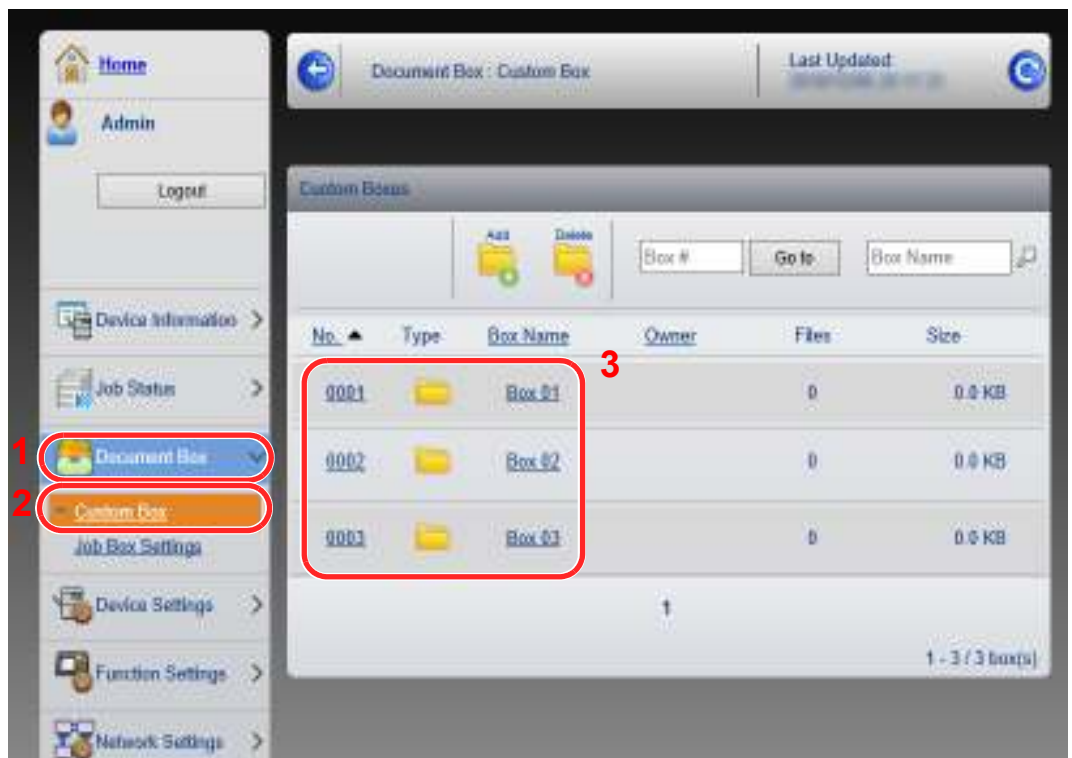 Home
Admin
Logout
Device Information
Job Status
1
Document Box
2
Custom Box
Job Box Settings
Device Settings
Function Settings
Network Settings
Document Box : Custom Box
Last Updated:
Custom Boxes
Add
Delete
Box #
Go to
Box Name
No. ▲ Type Box Name Owner Files Size
3
0001 Box 01 0 0.0 KB
0002 Box 02 0 0.0 KB
0003 Box 03 0 0.0 KB
1
1 - 3 / 3 box(s)